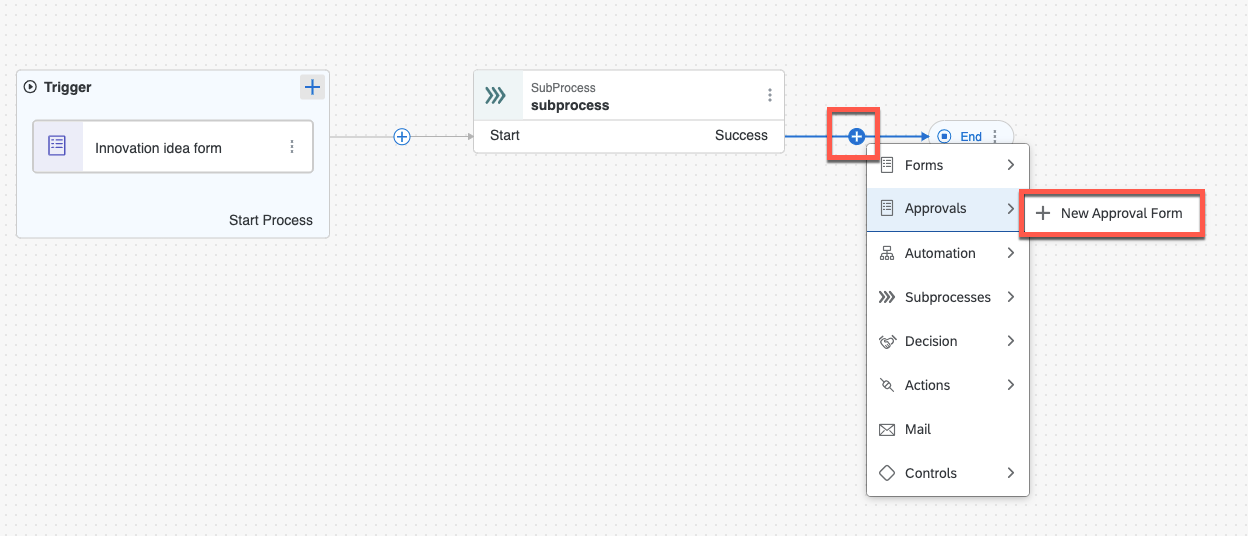 Trigger
Innovation idea form
Start Process
SubProcess
subprocess
Start Success
End
Forms
Approvals
New Approval Form
Automation
Subprocesses
Decision
Actions
Mail
Controls